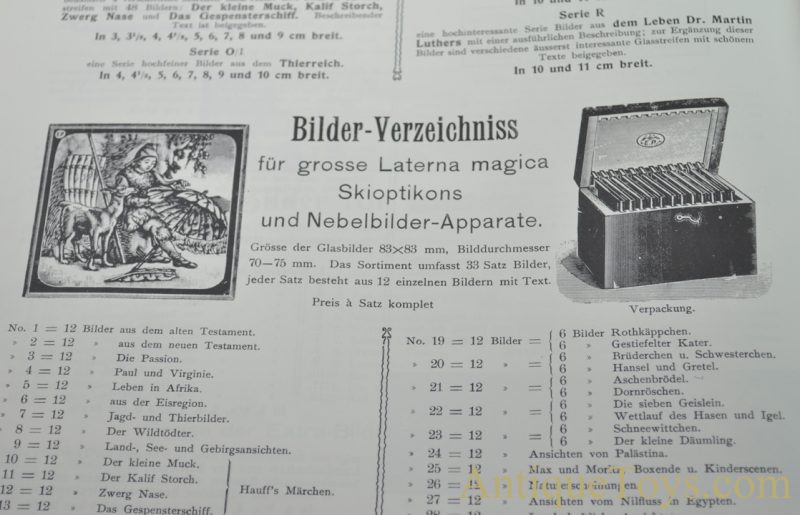 streifen mit 48 Bildern: Der kleine Muck, Kalif Storch,
Zwerg Nase und Das Gespensterschiff. Beschreibender
Text ist beigegeben.
In 3, 3½, 4, 4½, 5, 6, 7, 8 und 9 cm breit.
Serie O/I
eine Serie hochfeiner Bilder aus dem Thierreich.
In 4, 4½, 5, 6, 7, 8, 9 und 10 cm breit.
Serie R
eine hochinteressante Serie Bilder aus dem Leben Dr. Martin
Luthers mit einer ausführlichen Beschreibung; zur Ergänzung dieser
Bilder sind verschiedene äusserst interessante Glasstreifen mit schönem
Texte beigegeben.
In 10 und 11 cm breit.
Bilder-Verzeichniss
für grosse Laterna magica
Skioptikons
und Nebelbilder-Apparate.
Grösse der Glasbilder 83×83 mm, Bilddurchmesser
70—75 mm. Das Sortiment umfasst 33 Satz Bilder,
jeder Satz besteht aus 12 einzelnen Bildern mit Text.
Preis à Satz komplet
E.P.
Verpackung.
No. 1 = 12 Bilder aus dem alten Testament.
» 2 = 12 » aus dem neuen Testament.
» 3 = 12 » Die Passion.
» 4 = 12 » Paul und Virginie.
» 5 = 12 » Leben in Afrika.
» 6 = 12 » aus der Eisregion.
» 7 = 12 » Jagd- und Thierbilder.
» 8 = 12 » Der Wildtödter.
9 = 12 » Land-, See- und Gebirgsansichten.
10 = 12 » Der kleine Muck.
11 = 12 » Der Kalif Storch.
12 = 12 » Zwerg Nase.
13 = 12 » Das Gespensterschiff.
Hauff's Märchen.
No. 19 = 12 Bilder = 6 Bilder Rothkäppchen.
6 » Gestiefelter Kater.
» 20 = 12 » = 6 » Brüderchen u. Schwesterchen.
6 » Hansel und Gretel.
» 21 = 12 » = 6 » Aschenbrödel.
6 » Dornröschen.
» 22 = 12 » = 6 » Die sieben Geislein.
6 » Wettlauf des Hasen und Igel.
» 23 = 12 » = 6 » Schneewittchen.
6 » Der kleine Däumling.
» 24 = 12 » Ansichten von Palästina.
» 25 = 12 » Max und Moritz, Boxende u. Kinderscenen.
» 26 = 12 » Naturerscheinungen.
» 27 = 12 » Ansichten vom Nilfluss in Egypten.
AntiqueToys.com